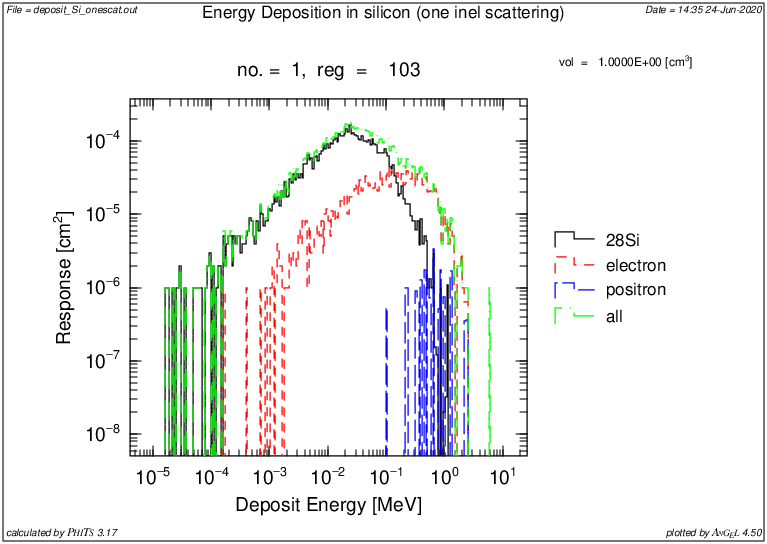 File = deposit_Si_onescat.out
Energy Deposition in silicon (one inel scattering)
Date = 14:35 24-Jun-2020
no. = 1, reg = 103
vol = 1.0000E+00 [cm³]
10⁻⁴
10⁻⁵
10⁻⁶
10⁻⁷
10⁻⁸
Response [cm²]
28Si
electron
positron
all
10⁻⁵ 10⁻⁴ 10⁻³ 10⁻² 10⁻¹ 10⁰ 10¹
Deposit Energy [MeV]
calculated by PHITS 3.17
plotted by ANGEL 4.50